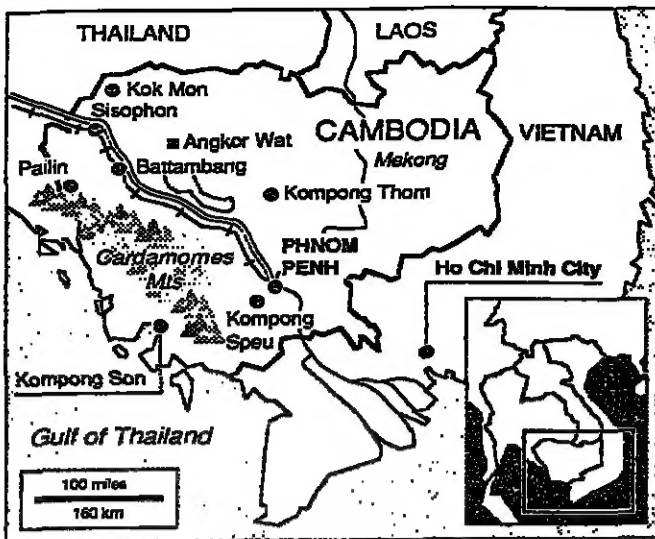 THAILAND
LAOS
Kok Mon
Sisophon
Angkor Wat
CAMBODIA
VIETNAM
Mekong
Pailin
Battambang
Kompong Thom
PHNOM
PENH
Cardamomes
Mts
Ho Chi Minh City
Kompong
Speu
Kompong Son
Gulf of Thailand
100 miles
160 km